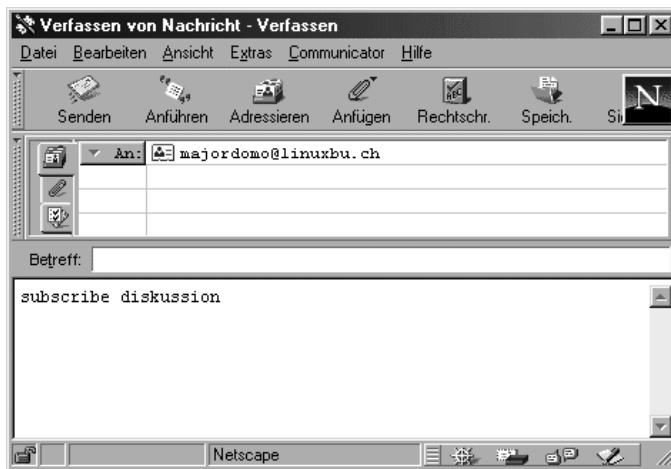 Verfassen von Nachricht - Verfassen
Datei Bearbeiten Ansicht Extras Communicator Hilfe
Senden Anführen Adressieren Anfügen Rechtschr. Speich. Si
N
An: majordomo@linuxbu.ch
Betreff:
subscribe diskussion
Netscape